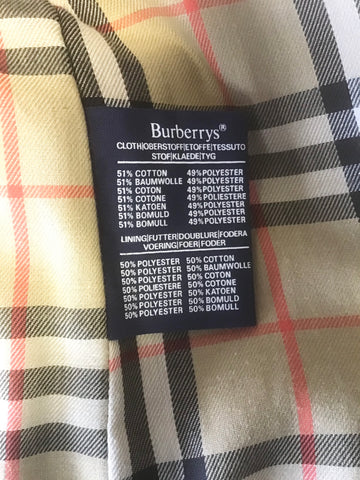 Burberrys®
CLOTH|OBERSTOFF|ETOFFE|TESSUTO
STOF|KLAEDE|TYG
51% COTTON 49% POLYESTER
51% BAUMWOLLE 49% POLYESTER
51% COTON 49% POLYESTER
51% COTONE 49% POLIESTERE
51% KATOEN 49% POLYESTER
51% BOMULD 49% POLYESTER
51% BOMULL 49% POLYESTER
LINING|FUTTER|DOUBLURE|FODERA
VOERING|FOER|FODER
50% POLYESTER 50% COTTON
50% POLYESTER 50% BAUMWOLLE
50% POLYESTER 50% COTON
50% POLIESTERE 50% COTONE
50% POLYESTER 50% KATOEN
50% POLYESTER 50% BOMULD
50% POLYESTER 50% BOMULL